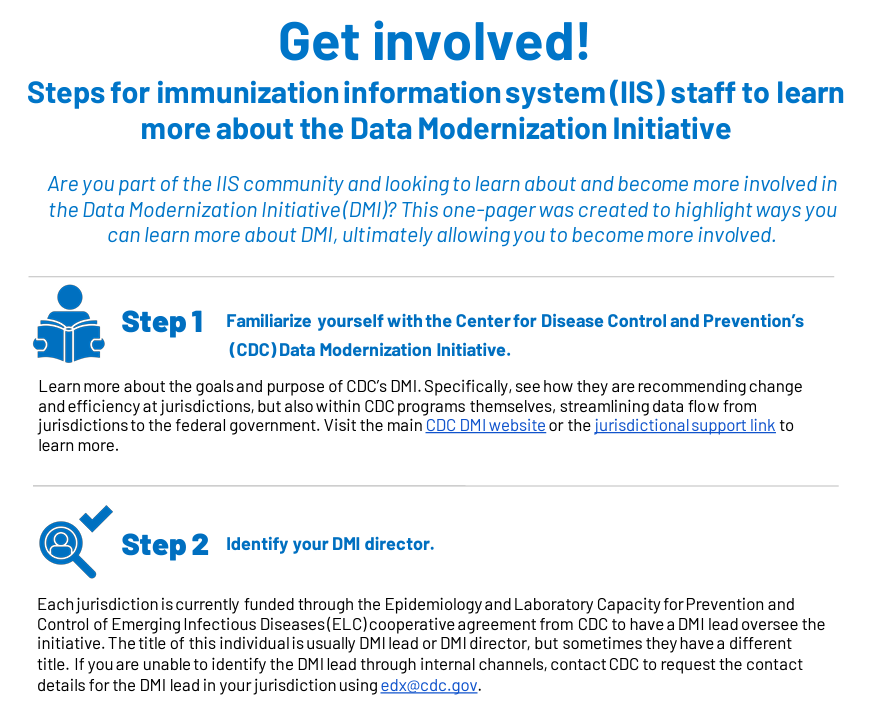 Get involved!
Steps for immunization information system (IIS) staff to learn
more about the Data Modernization Initiative
Are you part of the IIS community and looking to learn about and become more involved in
the Data Modernization Initiative (DMI)? This one-pager was created to highlight ways you
can learn more about DMI, ultimately allowing you to become more involved.
Step 1
Familiarize yourself with the Center for Disease Control and Prevention’s
(CDC) Data Modernization Initiative.
Learn more about the goals and purpose of CDC’s DMI. Specifically, see how they are recommending change
and efficiency at jurisdictions, but also within CDC programs themselves, streamlining data flow from
jurisdictions to the federal government. Visit the main CDC DMI website or the jurisdictional support link to
learn more.
Step 2
Identify your DMI director.
Each jurisdiction is currently funded through the Epidemiology and Laboratory Capacity for Prevention and
Control of Emerging Infectious Diseases (ELC) cooperative agreement from CDC to have a DMI lead oversee the
initiative. The title of this individual is usually DMI lead or DMI director, but sometimes they have a different
title. If you are unable to identify the DMI lead through internal channels, contact CDC to request the contact
details for the DMI lead in your jurisdiction using edx@cdc.gov.